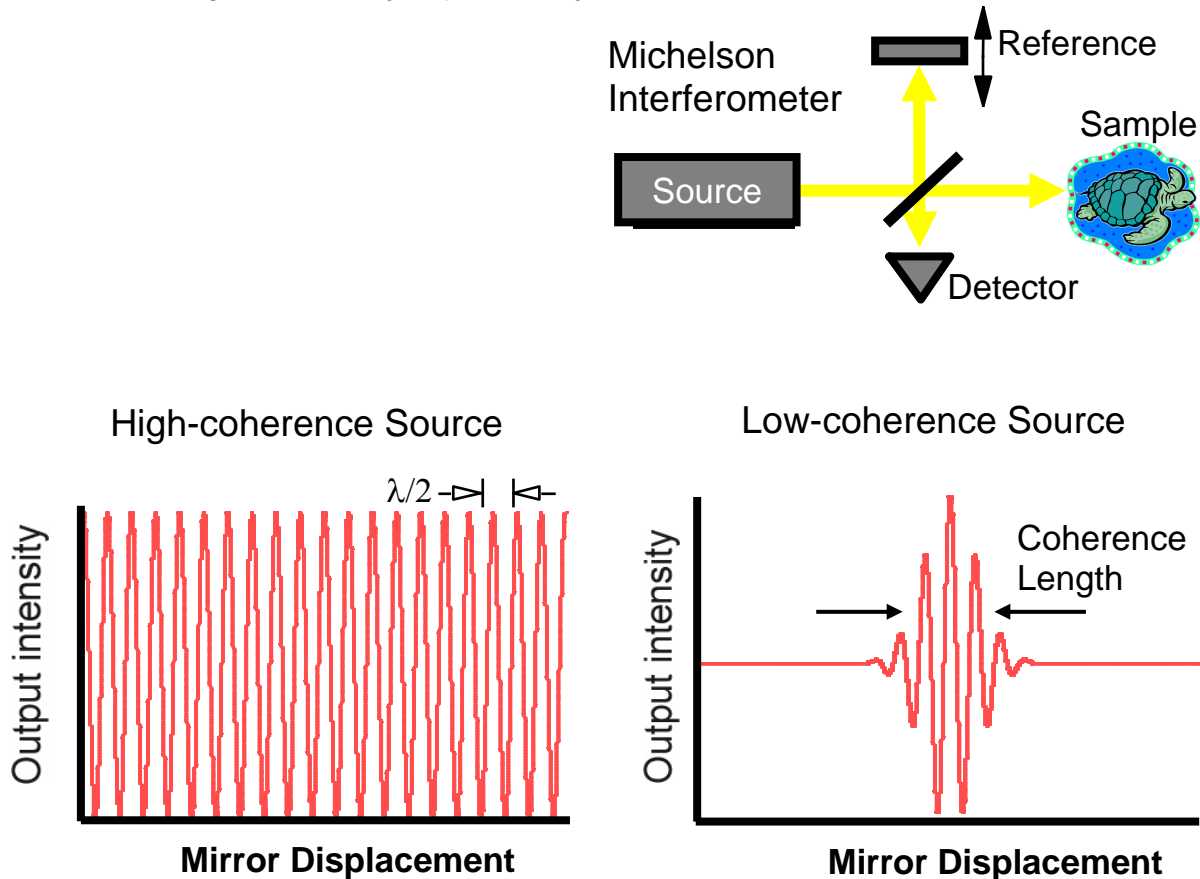 Michelson
Interferometer
Reference
Sample
Source
Detector
High-coherence Source
λ/2
Output intensity
Mirror Displacement
Low-coherence Source
Coherence
Length
Output intensity
Mirror Displacement